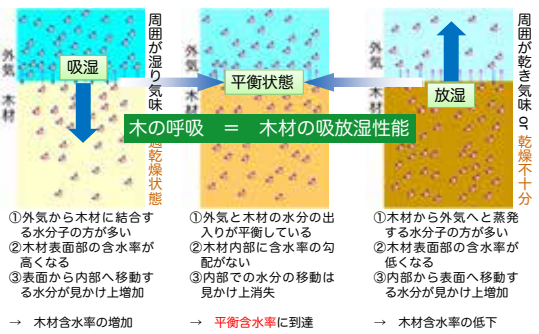 周囲が湿り気味
外気
木材
吸湿
過乾燥状態
外気
木材
平衡状態
周囲が乾き気味 or 乾燥不十分
外気
木材
放湿
木の呼吸 = 木材の吸放湿性能
①外気から木材に結合す
る水分子の方が多い
②木材表面部の含水率が
高くなる
③表面から内部へ移動す
る水分が見かけ上増加
→ 木材含水率の増加
①外気と木材の水分の出
入りが平衡している
②木材内部に含水率の勾
配がない
③内部での水分の移動は
見かけ上消失
→ 平衡含水率に到達
①木材から外気へと蒸発
する水分子の方が多い
②木材表面部の含水率が
低くなる
③内部から表面へ移動す
る水分が見かけ上増加
→ 木材含水率の低下